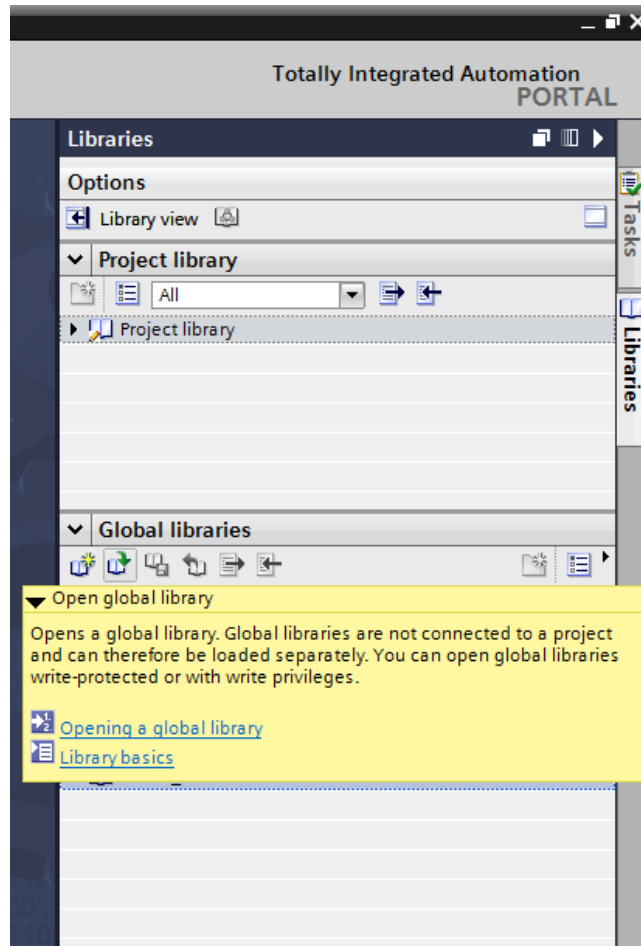 Totally Integrated Automation
PORTAL
Libraries
Options
Library view
Project library
All
Project library
Global libraries
Open global library
Opens a global library. Global libraries are not connected to a project
and can therefore be loaded separately. You can open global libraries
write-protected or with write privileges.
Opening a global library
Library basics
Tasks
Libraries